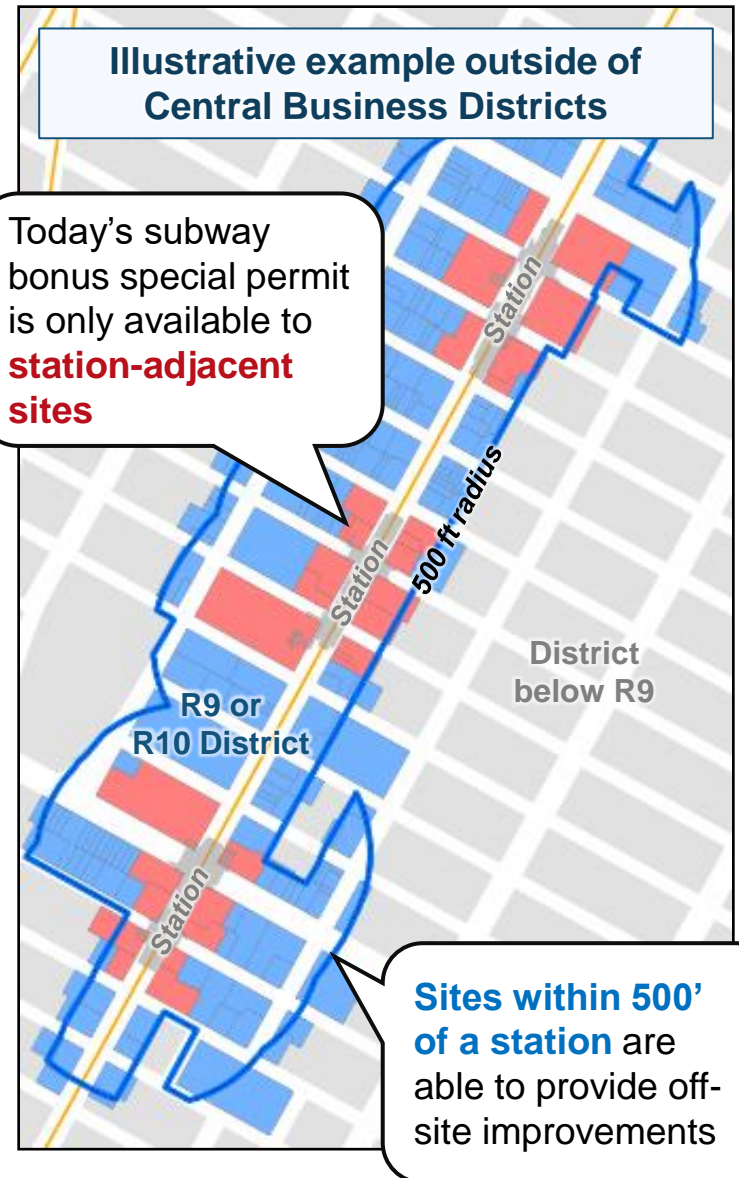 Illustrative example outside of
Central Business Districts
Today's subway
bonus special permit
is only available to
station-adjacent
sites
Station
500 ft radius
Station
District
below R9
R9 or
R10 District
Station
Sites within 500'
of a station are
able to provide off-
site improvements